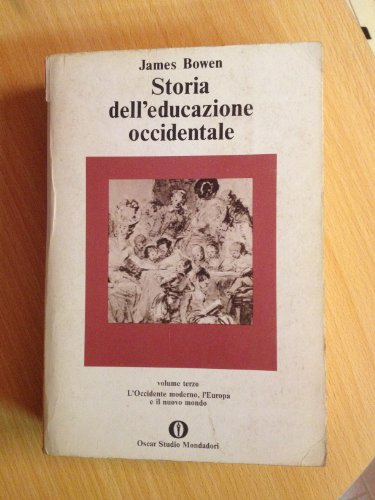 James Bowen
Storia
dell'educazione
occidentale
volume terzo
L'Occidente moderno, l'Europa
e il nuovo mondo
Oscar Studio Mondadori